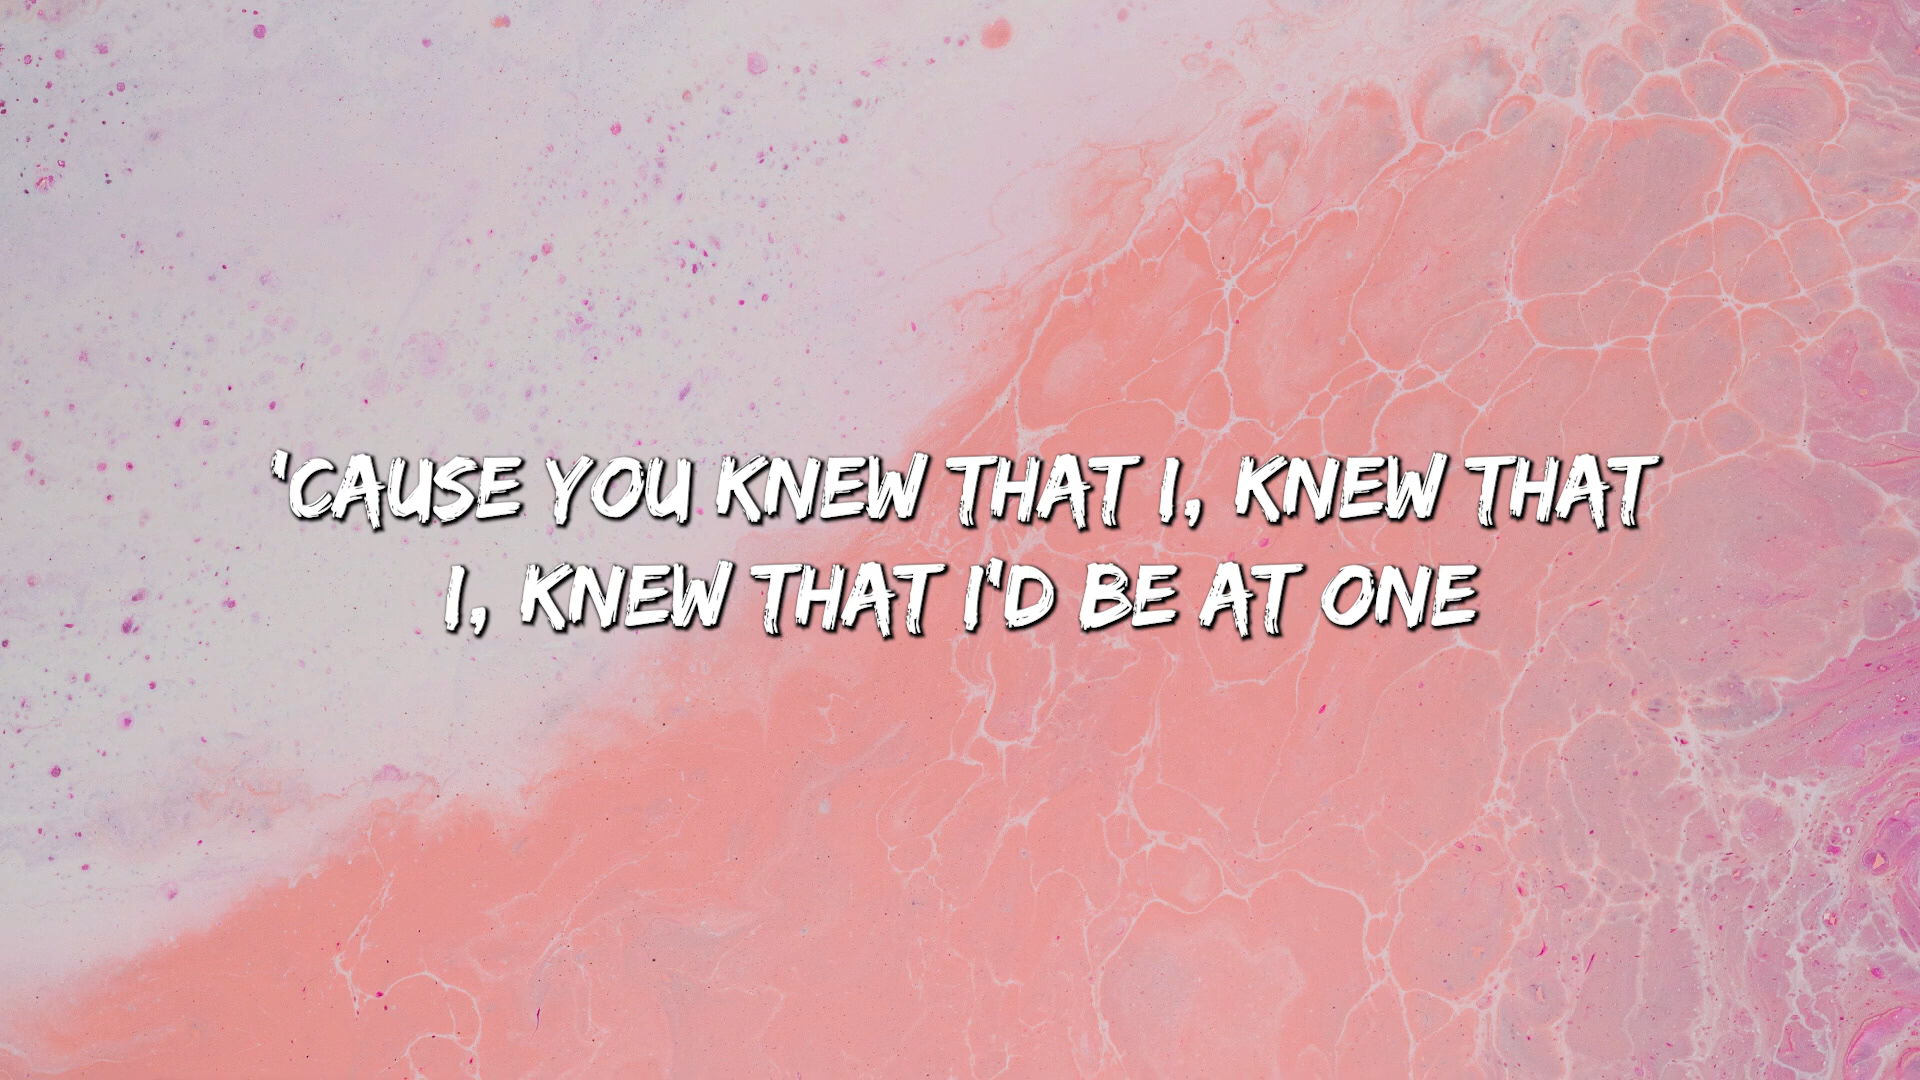 'CAUSE YOU KNEW THAT I, KNEW THAT
I, KNEW THAT I'D BE AT ONE